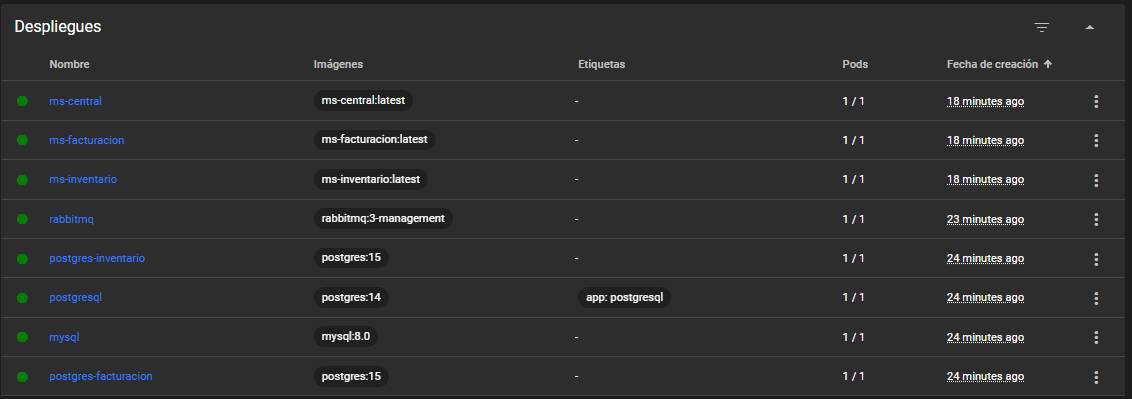 Despliegues
Nombre Imágenes Etiquetas Pods Fecha de creación ↑
ms-central ms-central:latest - 1 / 1 18 minutes ago
ms-facturacion ms-facturacion:latest - 1 / 1 18 minutes ago
ms-inventario ms-inventario:latest - 1 / 1 18 minutes ago
rabbitmq rabbitmq:3-management - 1 / 1 23 minutes ago
postgres-inventario postgres:15 - 1 / 1 24 minutes ago
postgresql postgres:14 app: postgresql 1 / 1 24 minutes ago
mysql mysql:8.0 - 1 / 1 24 minutes ago
postgres-facturacion postgres:15 - 1 / 1 24 minutes ago